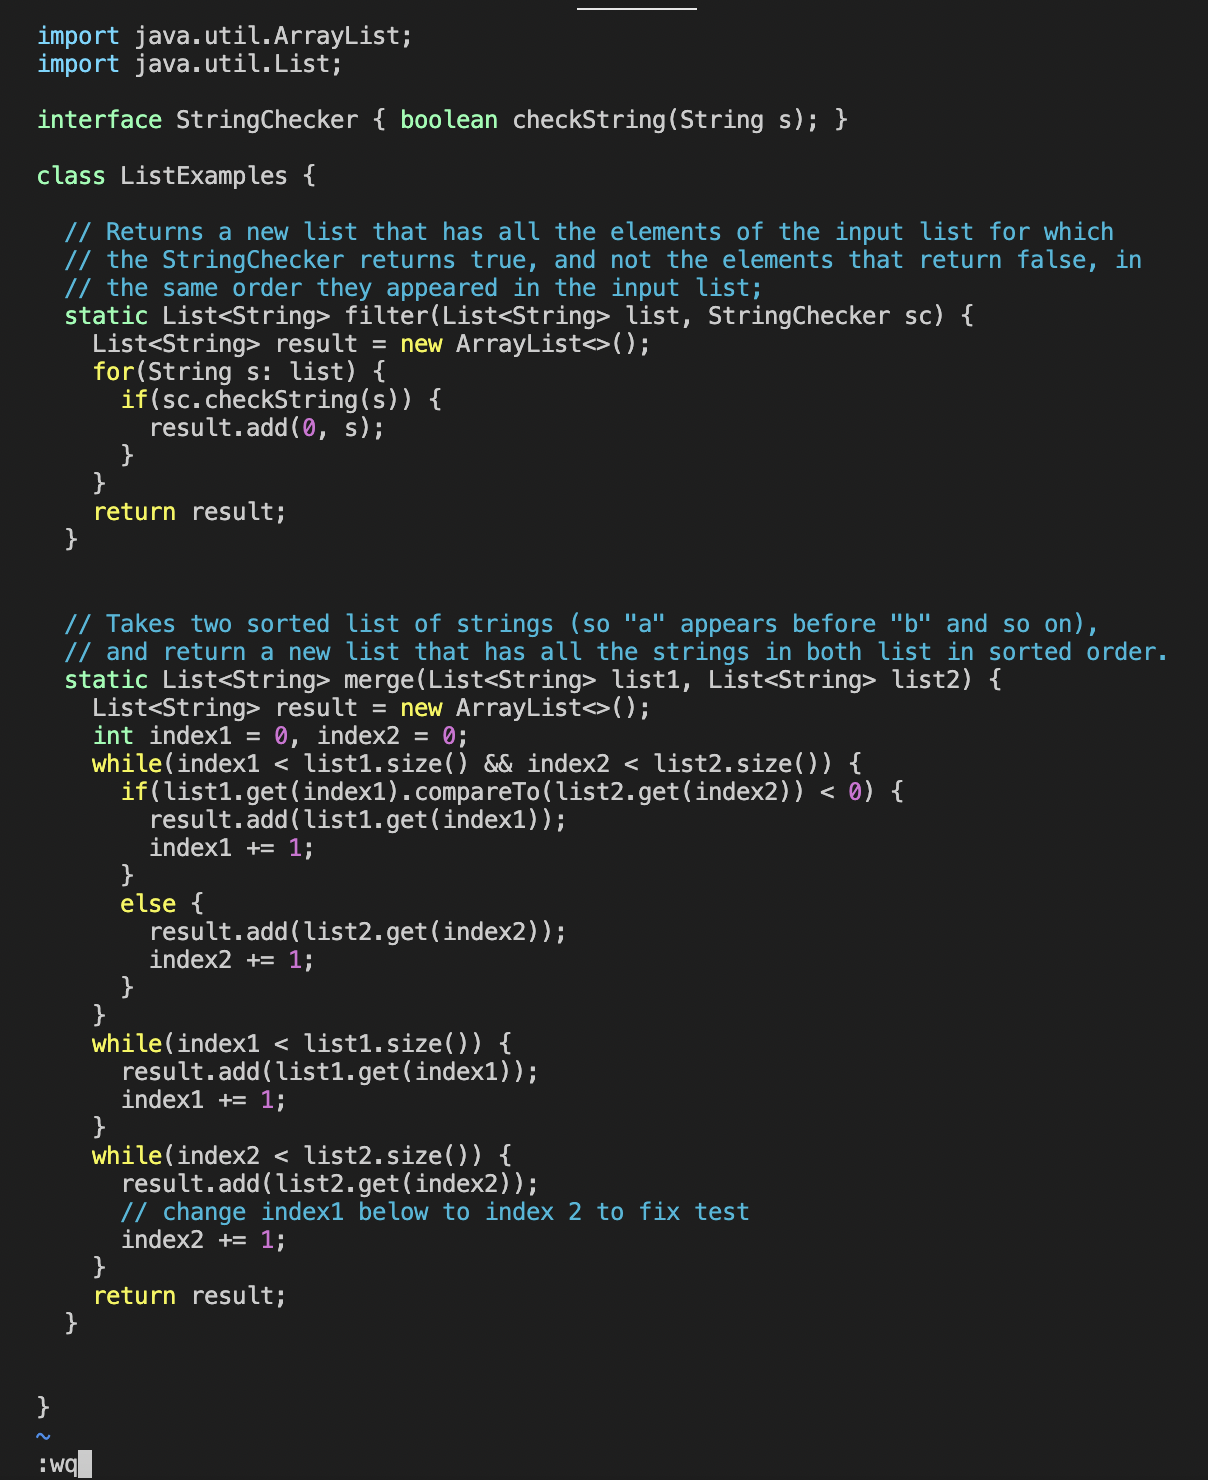 import java.util.ArrayList;
import java.util.List;

interface StringChecker { boolean checkString(String s); }

class ListExamples {

  // Returns a new list that has all the elements of the input list for which
  // the StringChecker returns true, and not the elements that return false, in
  // the same order they appeared in the input list;
  static List<String> filter(List<String> list, StringChecker sc) {
    List<String> result = new ArrayList<>();
    for(String s: list) {
      if(sc.checkString(s)) {
        result.add(0, s);
      }
    }
    return result;
  }


  // Takes two sorted list of strings (so "a" appears before "b" and so on),
  // and return a new list that has all the strings in both list in sorted order.
  static List<String> merge(List<String> list1, List<String> list2) {
    List<String> result = new ArrayList<>();
    int index1 = 0, index2 = 0;
    while(index1 < list1.size() && index2 < list2.size()) {
      if(list1.get(index1).compareTo(list2.get(index2)) < 0) {
        result.add(list1.get(index1));
        index1 += 1;
      }
      else {
        result.add(list2.get(index2));
        index2 += 1;
      }
    }
    while(index1 < list1.size()) {
      result.add(list1.get(index1));
      index1 += 1;
    }
    while(index2 < list2.size()) {
      result.add(list2.get(index2));
      // change index1 below to index 2 to fix test
      index2 += 1;
    }
    return result;
  }


}
~
:wq